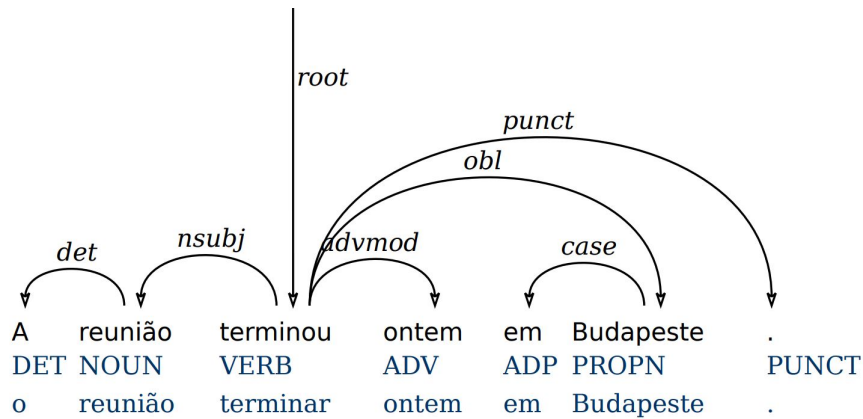 root
punct
obl
nsubj advmod case
det
A reunião terminou ontem em Budapeste .
DET NOUN VERB ADV ADP PROPN PUNCT
o reunião terminar ontem em Budapeste .